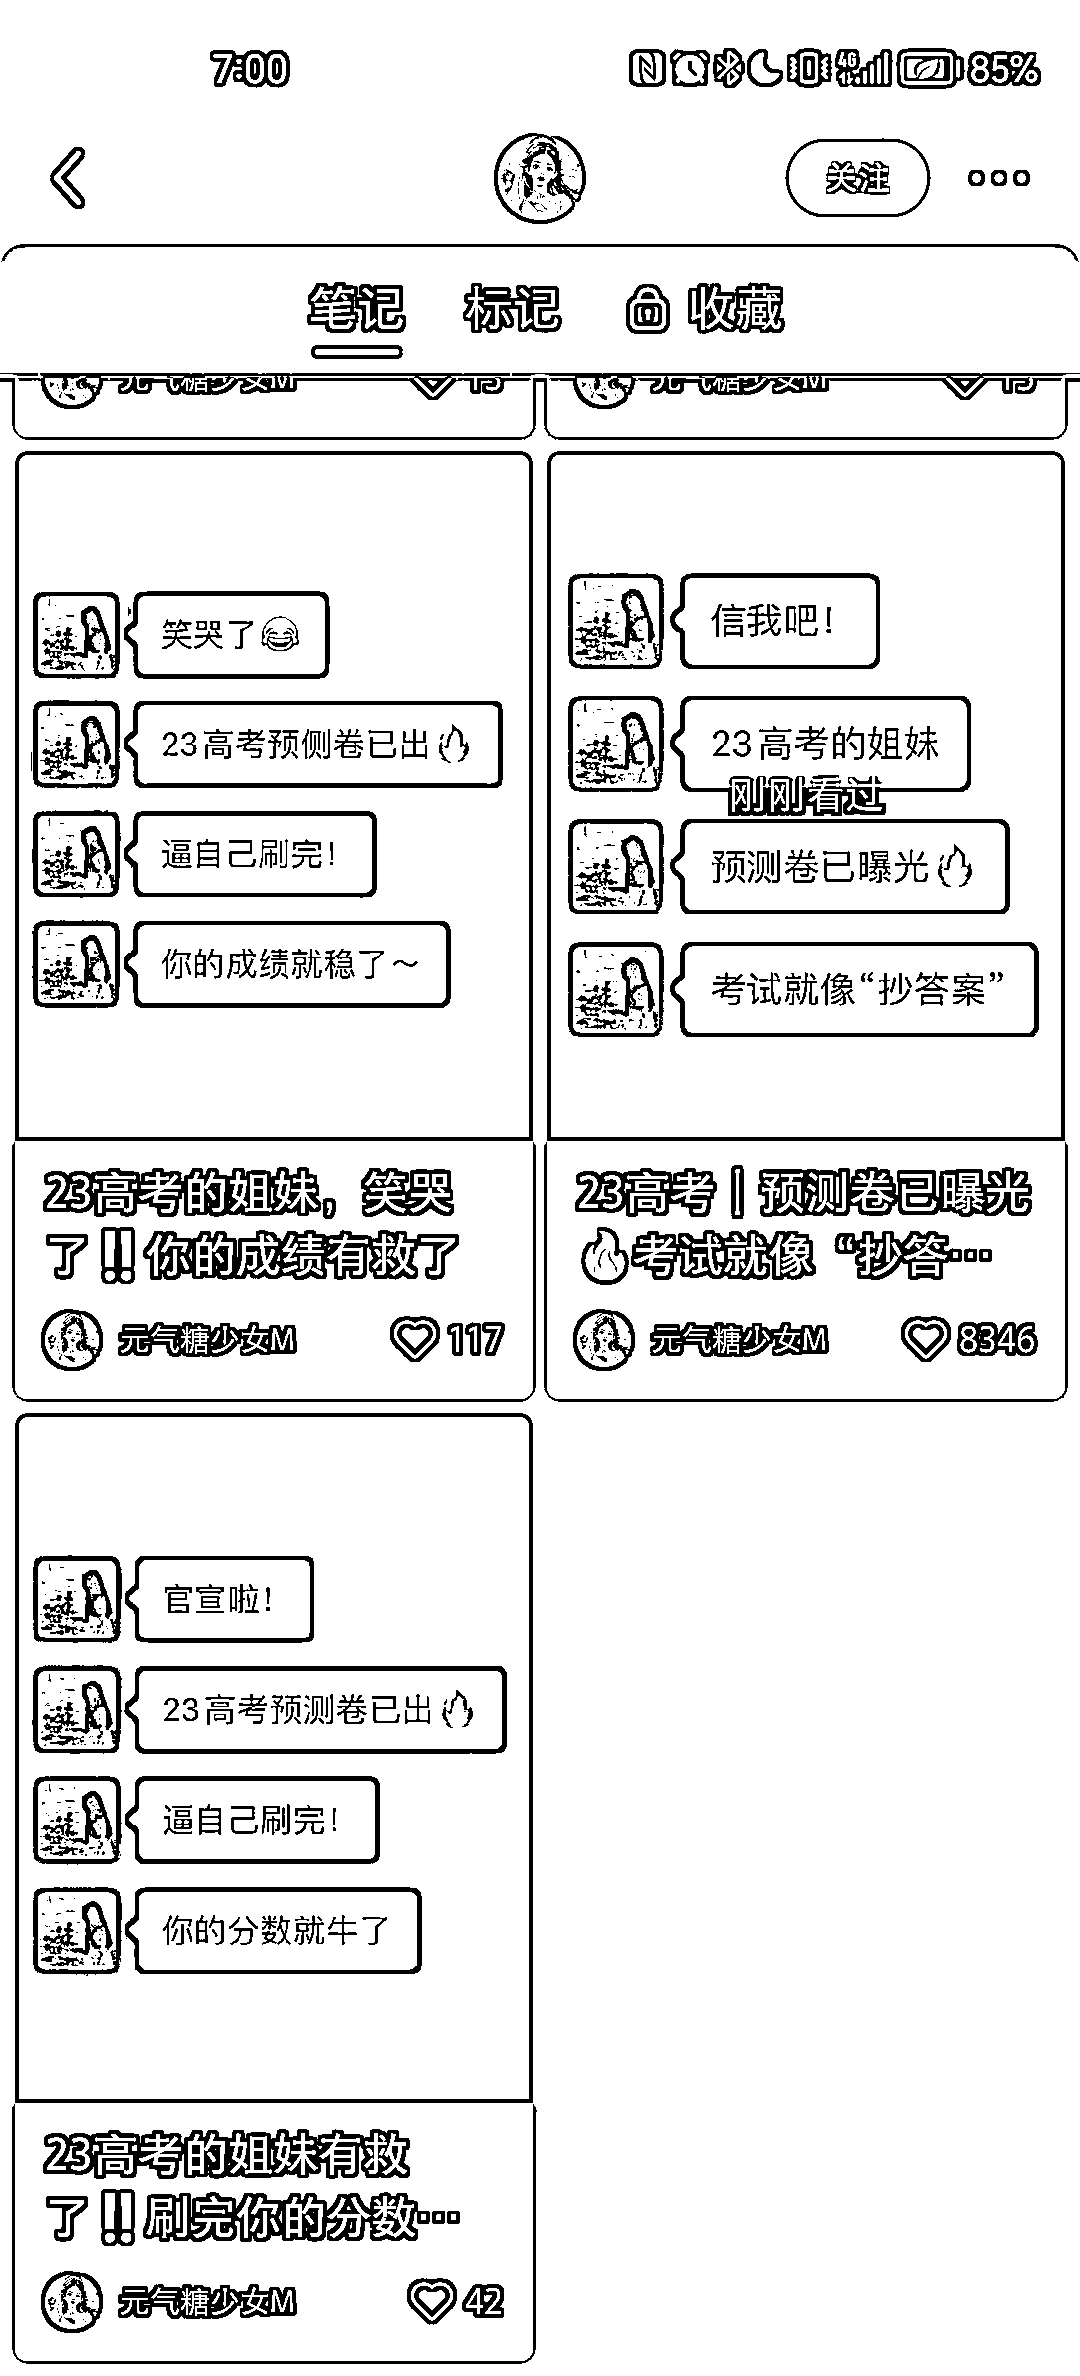 7:00
4G
85%
关注
笔记 标记 收藏
元气糖少女M 15
元气糖少女M 15
笑哭了😂
23高考预侧卷已出🔥
逼自己刷完！
你的成绩就稳了～
23高考的姐妹，笑哭
了‼️你的成绩有救了
元气糖少女M 117
信我吧！
23高考的姐妹
刚刚看过
预测卷已曝光🔥
考试就像“抄答案”
23高考｜预测卷已曝光
🔥考试就像“抄答…
元气糖少女M 8346
官宣啦！
23高考预测卷已出🔥
逼自己刷完！
你的分数就牛了
23高考的姐妹有救
了‼️刷完你的分数…
元气糖少女M 42